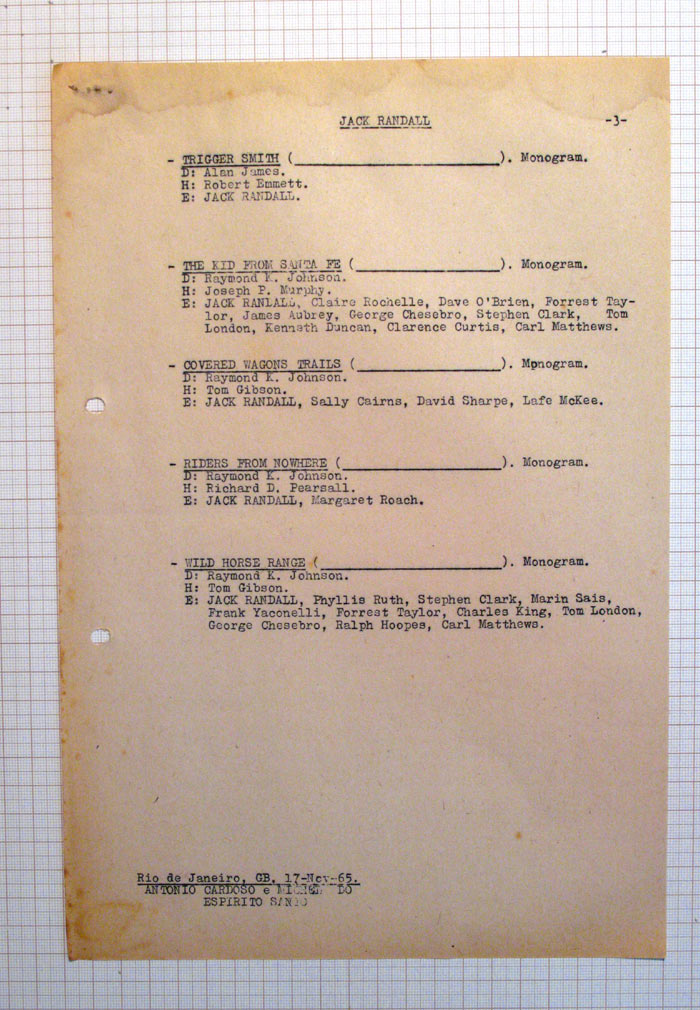 JACK RANDALL -3-
- TRIGGER SMITH (__________________________). Monogram.
D: Alan James.
H: Robert Emmett.
E: JACK RANDALL.
- THE KID FROM SANTA FE (__________________). Monogram.
D: Raymond K. Johnson.
H: Joseph P. Murphy.
E: JACK RANDALL, Claire Rochelle, Dave O'Brien, Forrest Tay-
lor, James Aubrey, George Chesebro, Stephen Clark, Tom
London, Kenneth Duncan, Clarence Curtis, Carl Matthews.
- COVERED WAGONS TRAILS (__________________). Monogram.
D: Raymond K. Johnson.
H: Tom Gibson.
E: JACK RANDALL, Sally Cairns, David Sharpe, Lafe McKee.
- RIDERS FROM NOWHERE (____________________). Monogram.
D: Raymond K. Johnson.
H: Richard D. Pearsall.
E: JACK RANDALL, Margaret Roach.
- WILD HORSE RANGE (_______________________). Monogram.
D: Raymond K. Johnson.
H: Tom Gibson.
E: JACK RANDALL, Phyllis Ruth, Stephen Clark, Marin Sais,
Frank Yaconelli, Forrest Taylor, Charles King, Tom London,
George Chesebro, Ralph Hoopes, Carl Matthews.
Rio de Janeiro, GB, 17-Nov-65.
ANTONIO CARDOSO e DO
ESPIRITO SANTO